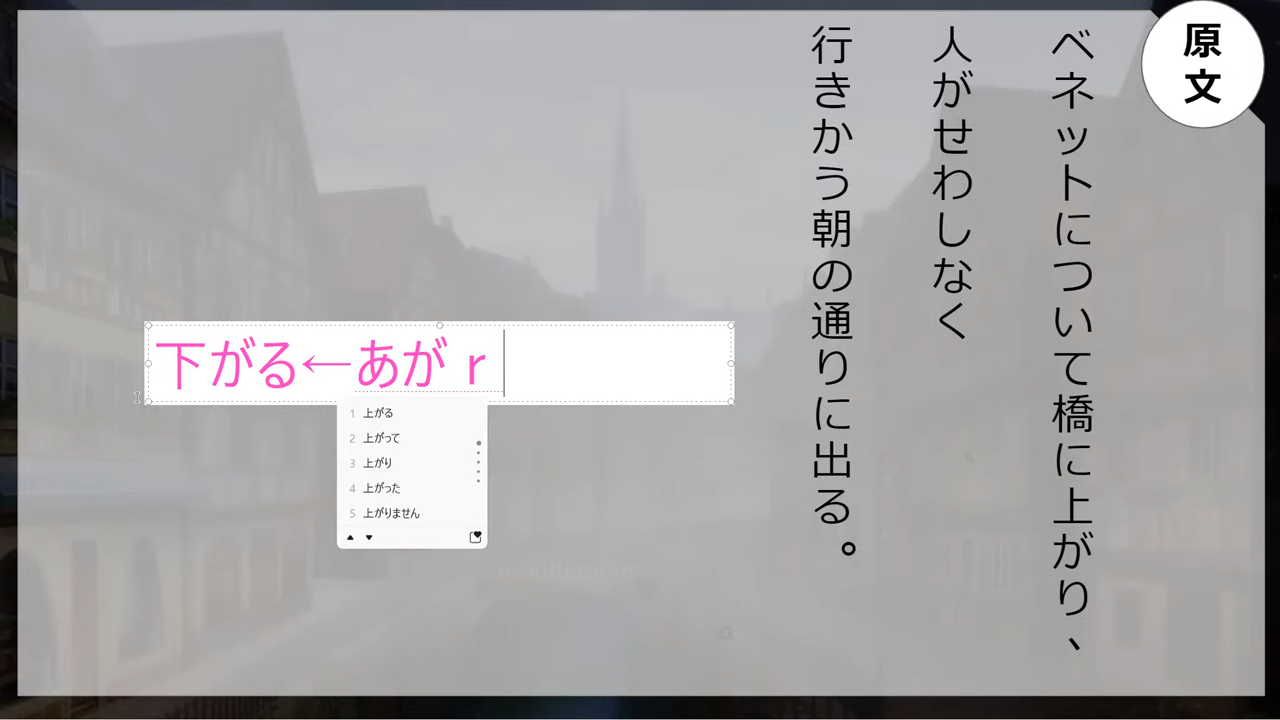 原文
ベネットについて橋に上がり、
人がせわしなく
行きかう朝の通りに出る。
下がる←あがｒ
1 上がる
2 上がって
3 上がり
4 上がった
5 上がりません